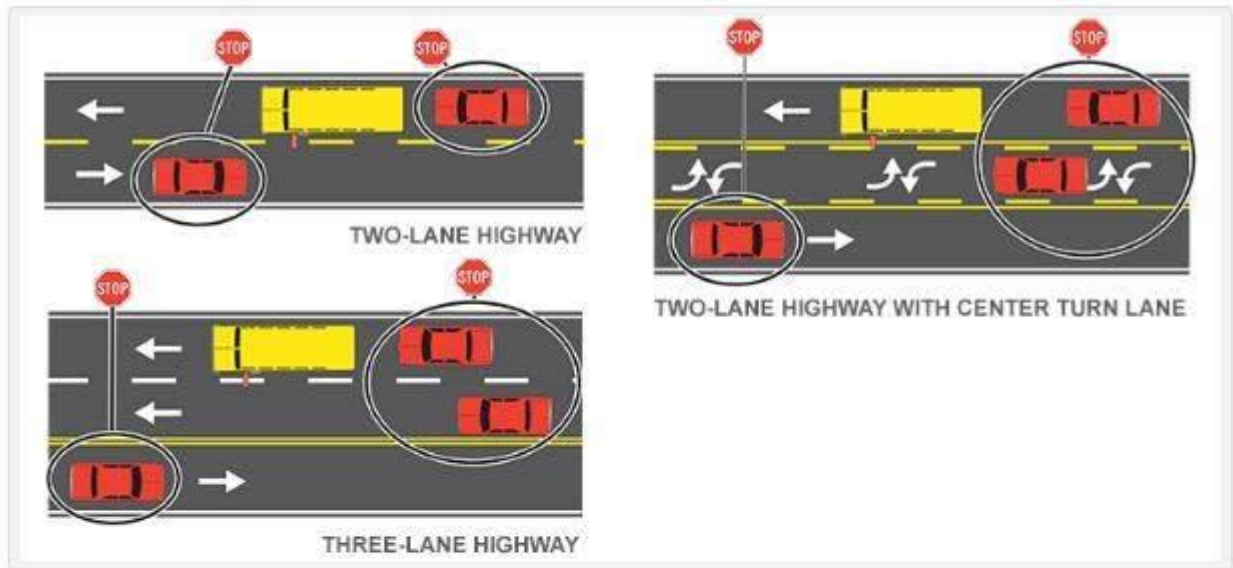 STOP
STOP
TWO-LANE HIGHWAY
STOP
STOP
TWO-LANE HIGHWAY WITH CENTER TURN LANE
STOP
STOP
THREE-LANE HIGHWAY